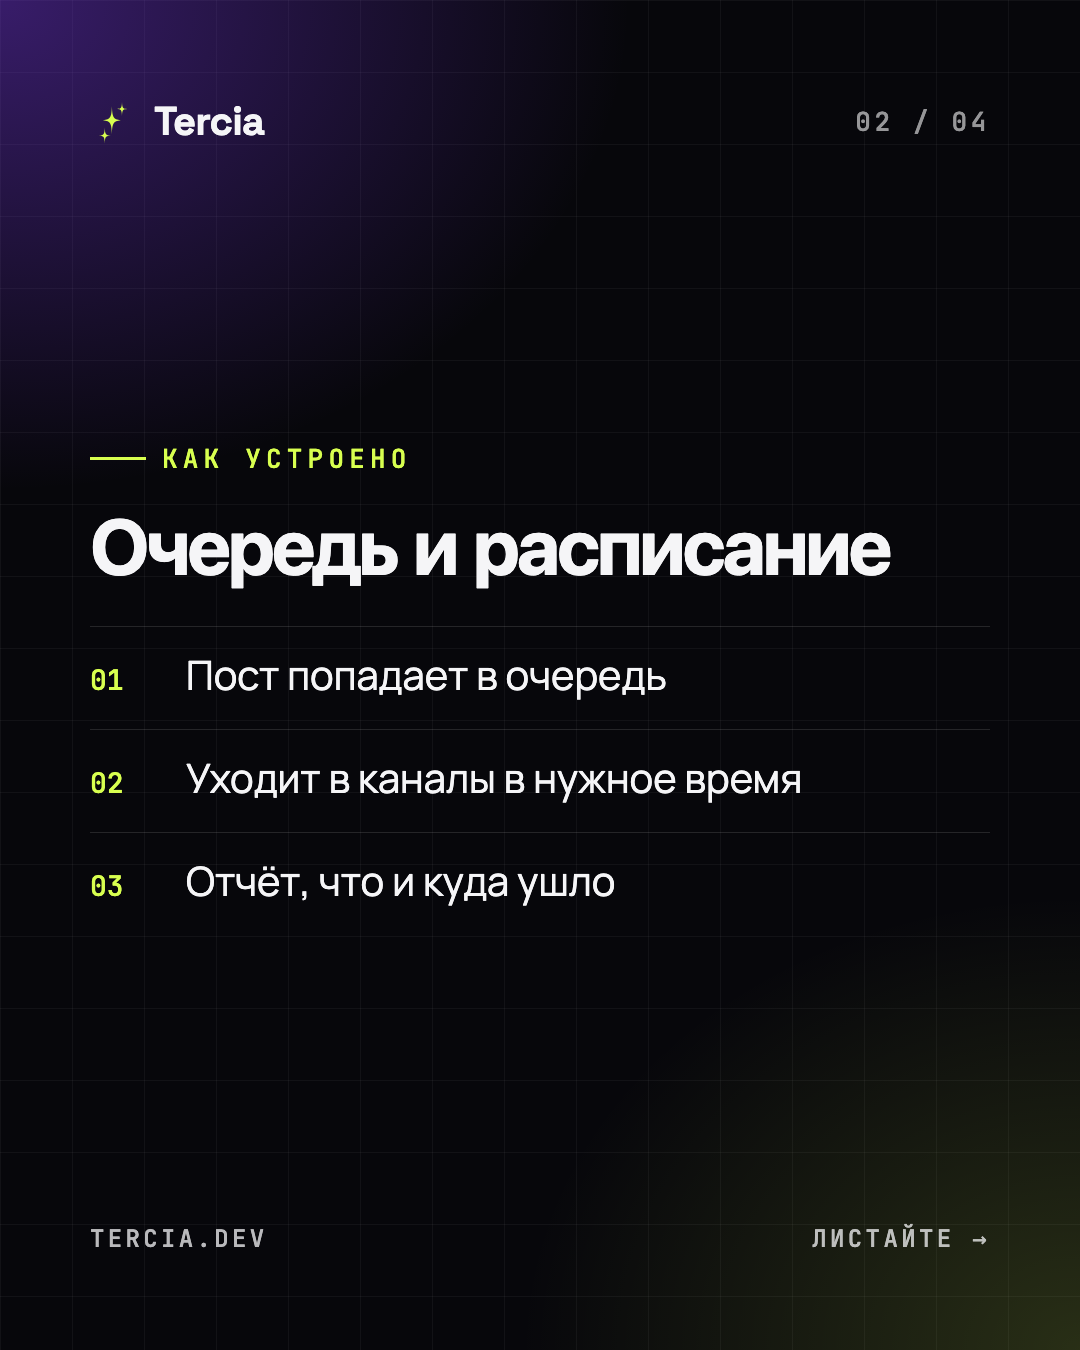 Tercia
02 / 04
КАК УСТРОЕНО
Очередь и расписание
01 Пост попадает в очередь
02 Уходит в каналы в нужное время
03 Отчёт, что и куда ушло
TERCIA.DEV
ЛИСТАЙТЕ →